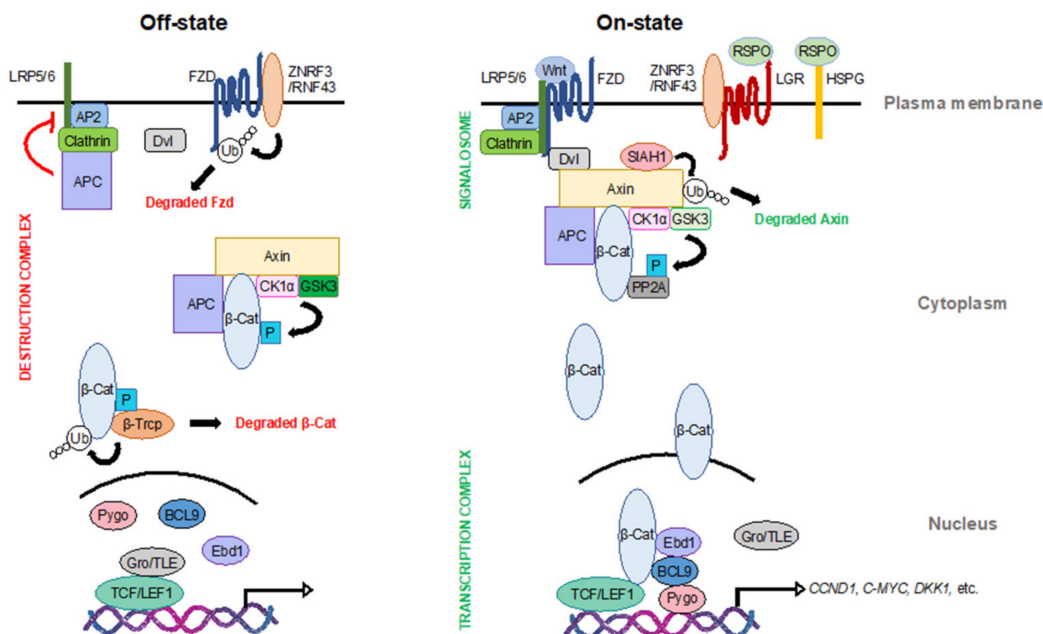 Off-state
LRP5/6
FZD
ZNRF3
/RNF43
AP2
Clathrin
Dvl
Ub
APC
Degraded Fzd
DESTRUCTION COMPLEX
Axin
APC
CK1α
GSK3
β-Cat
P
β-Cat
P
β-Trcp
Ub
Degraded β-Cat
Pygo
BCL9
Ebd1
Gro/TLE
TCF/LEF1
On-state
RSPO
RSPO
LRP5/6
Wnt
FZD
ZNRF3
/RNF43
LGR
HSPG
Plasma membrane
AP2
Clathrin
SIGNALOSOME
Dvl
SIAH1
Axin
Ub
Degraded Axin
APC
CK1α
GSK3
β-Cat
P
PP2A
Cytoplasm
β-Cat
β-Cat
TRANSCRIPTION COMPLEX
Nucleus
β-Cat
Ebd1
Gro/TLE
BCL9
TCF/LEF1
Pygo
CCND1, C-MYC, DKK1, etc.